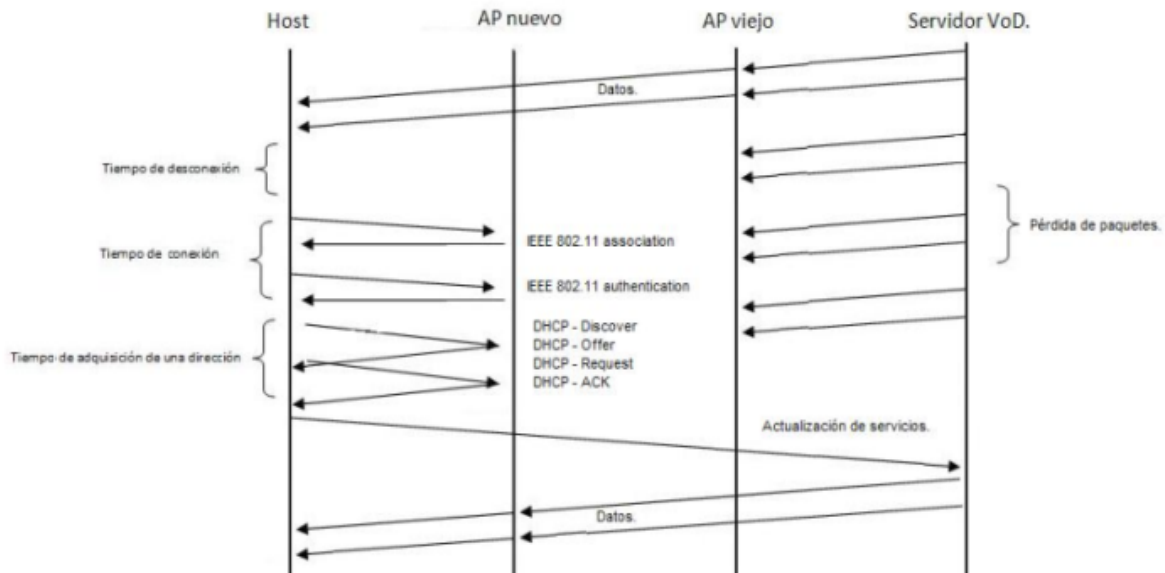 Host
AP nuevo
AP viejo
Servidor VoD.
Datos.
Tiempo de desconexión
Pérdida de paquetes.
IEEE 802.11 association
Tiempo de conexión
IEEE 802.11 authentication
DHCP - Discover
DHCP - Offer
Tiempo de adquisición de una dirección
DHCP - Request
DHCP - ACK
Actualización de servicios.
Datos.